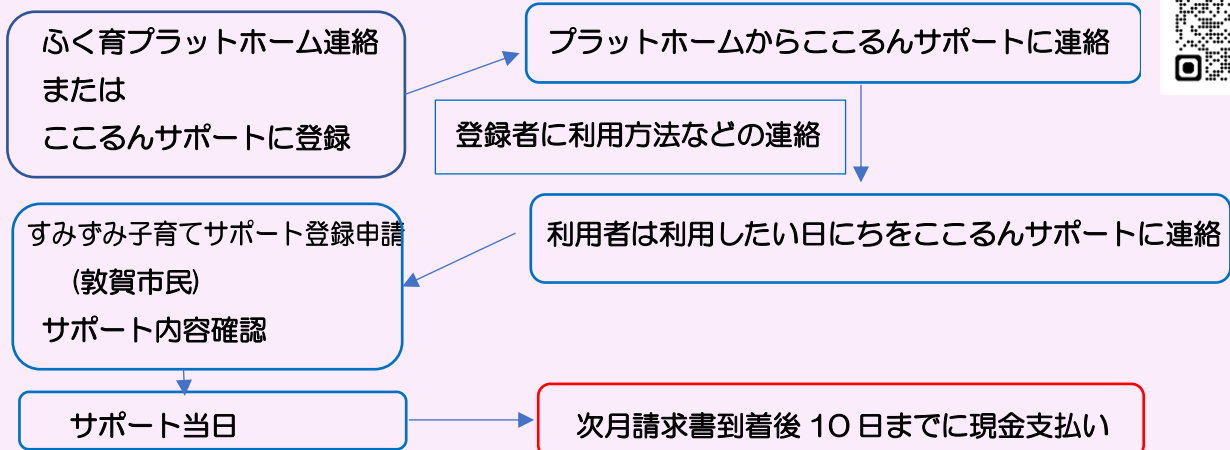 ふく育プラットホーム連絡
または
ここるんサポートに登録
プラットホームからここるんサポートに連絡
登録者に利用方法などの連絡
利用者は利用したい日にちをここるんサポートに連絡
すみずみ子育てサポート登録申請
(敦賀市民)
サポート内容確認
サポート当日
次月請求書到着後 10 日までに現金支払い